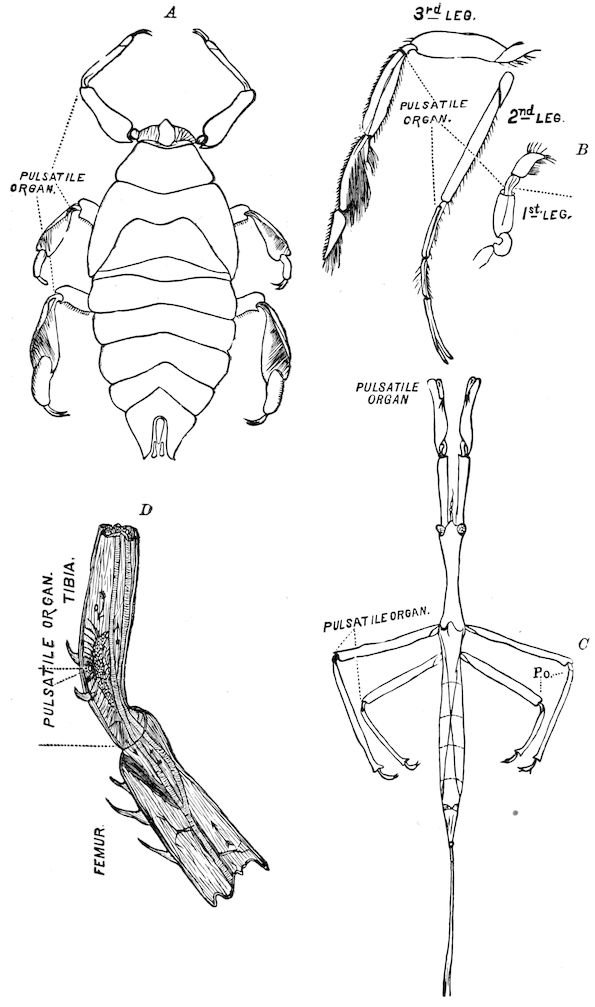 A
PULSATILE
ORGAN.
3rd LEG.
PULSATILE
ORGAN.
2nd LEG.
B
1st LEG.
PULSATILE
ORGAN
PULSATILE ORGAN.
C
P.o.
D
PULSATILE ORGAN.
TIBIA.
FEMUR.